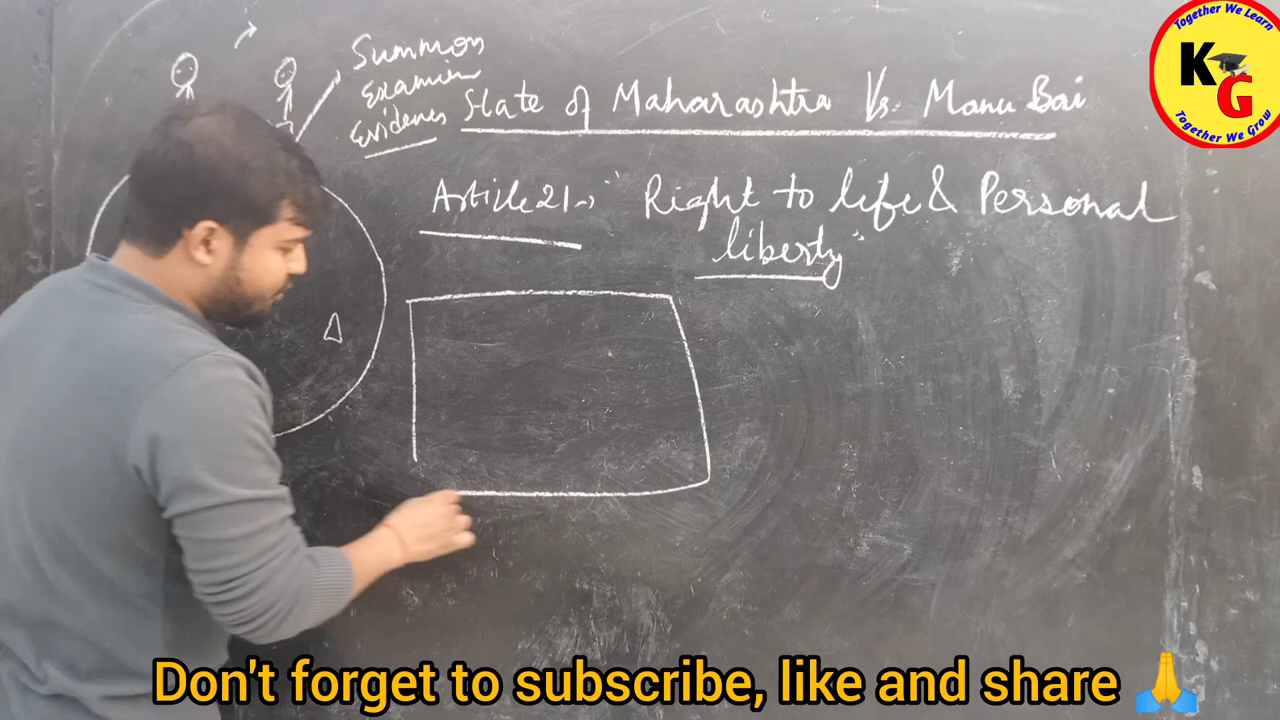 Summon
Examine
Evidence
State of Maharashtra Vs. Manu Bai
Article 21 → " Right to life & Personal
liberty"
Together We Learn
KG
Together We Grow
Don't forget to subscribe, like and share 🙏